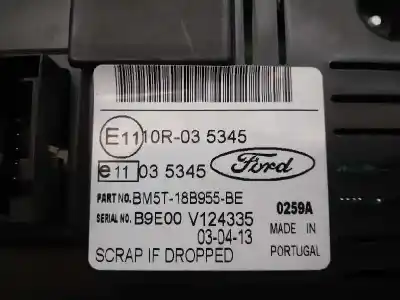 E11 10R-03 5345
e11 03 5345 Ford
PART NO. BM5T-18B955-BE
SERIAL NO. B9E00 V124335 0259A
03-04-13 MADE IN
SCRAP IF DROPPED PORTUGAL